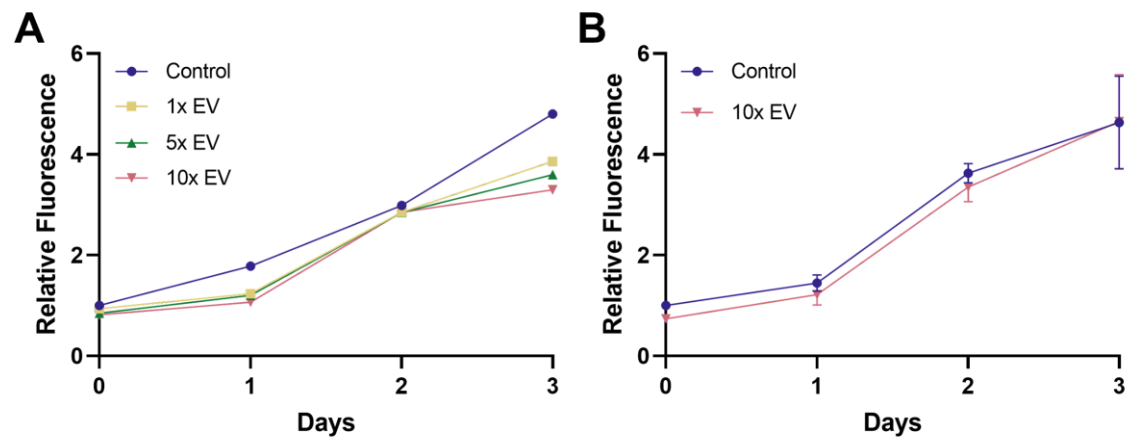 A
Relative Fluorescence
6
4
2
0
Control
1x EV
5x EV
10x EV
0 1 2 3
Days
B
Relative Fluorescence
6
4
2
0
Control
10x EV
0 1 2 3
Days